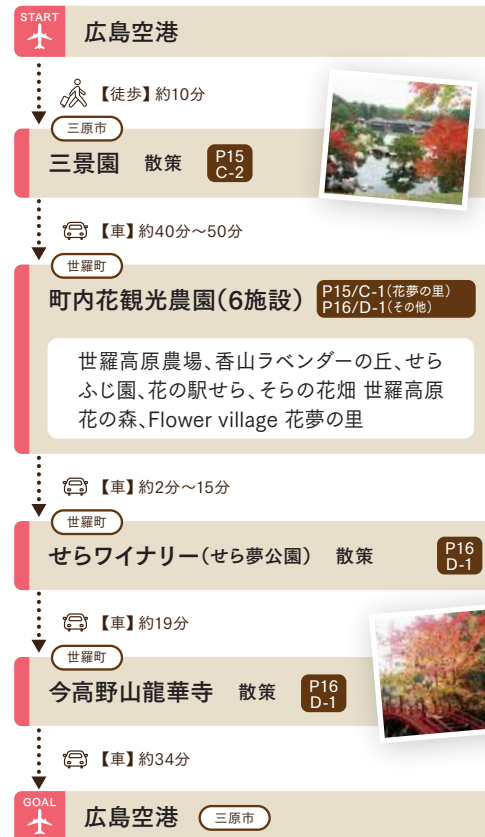 START
広島空港
【徒歩】約10分
三原市
三景園 散策 P15
C-2
【車】約40分〜50分
世羅町
町内花観光農園(6施設) P15/C-1(花夢の里)
P16/D-1(その他)
世羅高原農場、香山ラベンダーの丘、せら
ふじ園、花の駅せら、そらの花畑 世羅高原
花の森、Flower village 花夢の里
【車】約2分〜15分
世羅町
せらワイナリー(せら夢公園) 散策 P16
D-1
【車】約19分
世羅町
今高野山龍華寺 散策 P16
D-1
【車】約34分
GOAL
広島空港 三原市